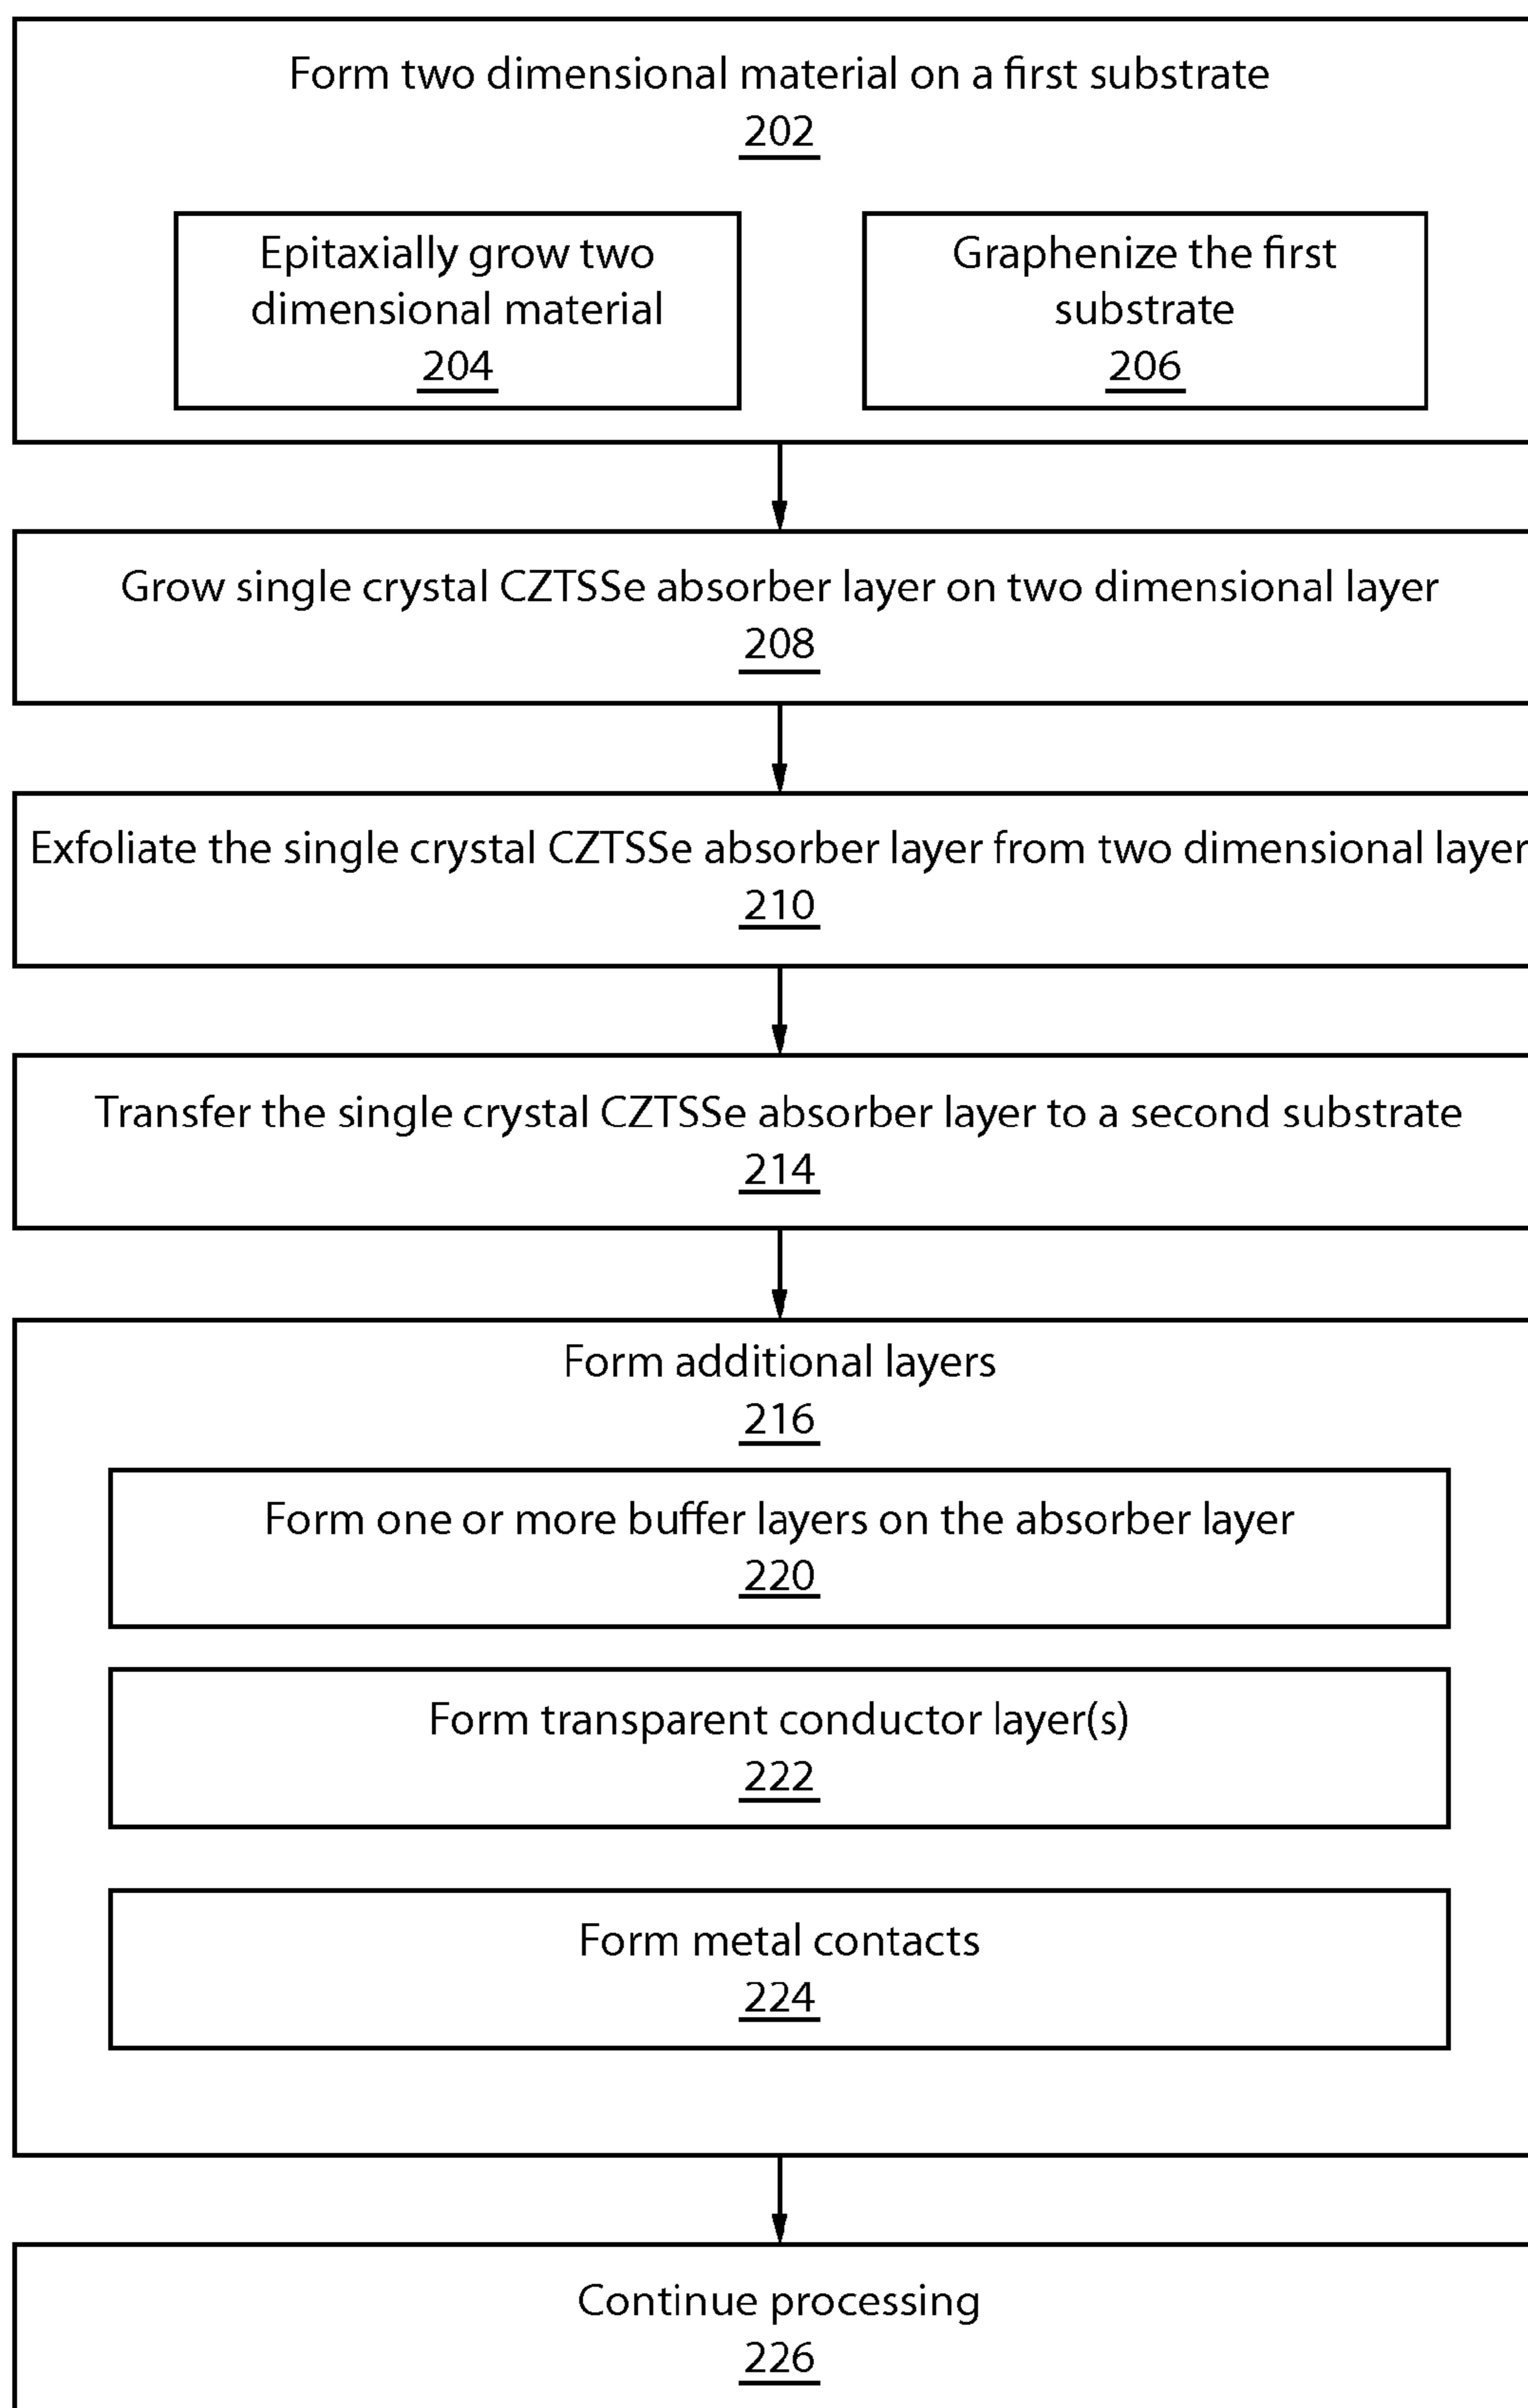 Form two dimensional material on a first substrate
202
Epitaxially grow two
dimensional material
204
Graphenize the first
substrate
206
Grow single crystal CZTSSe absorber layer on two dimensional layer
208
Exfoliate the single crystal CZTSSe absorber layer from two dimensional layer
210
Transfer the single crystal CZTSSe absorber layer to a second substrate
214
Form additional layers
216
Form one or more buffer layers on the absorber layer
220
Form transparent conductor layer(s)
222
Form metal contacts
224
Continue processing
226